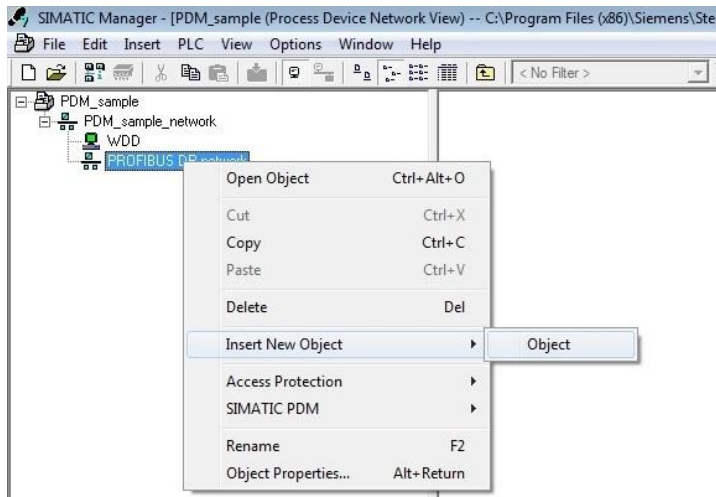 SIMATIC Manager - [PDM_sample (Process Device Network View) -- C:\Program Files (x86)\Siemens\Ste
File Edit Insert PLC View Options Window Help
< No Filter >
PDM_sample
PDM_sample_network
WDD
PROFIBUS DP network
Open Object Ctrl+Alt+O
Cut Ctrl+X
Copy Ctrl+C
Paste Ctrl+V
Delete Del
Insert New Object Object
Access Protection
SIMATIC PDM
Rename F2
Object Properties... Alt+Return